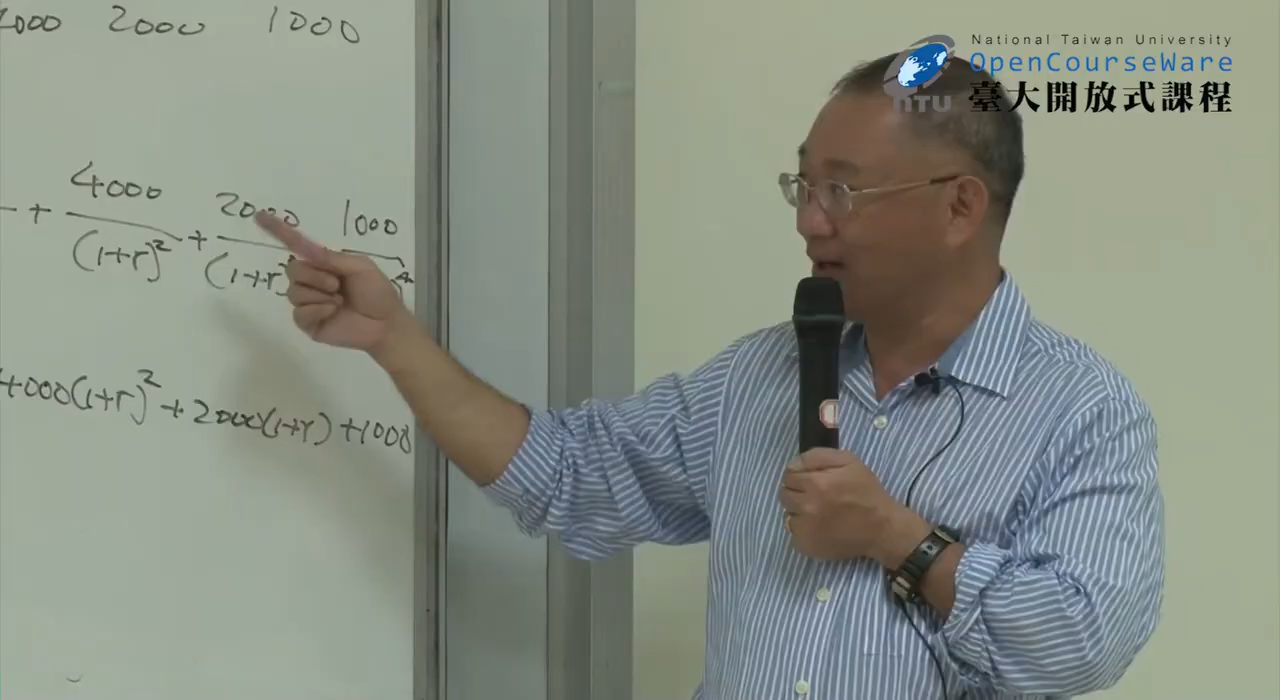 2000 1000
National Taiwan University
OpenCourseWare
NTU 臺大開放式課程
+ 4000/(1+r)² + 2000/(1+r) 1000
4000(1+r)² + 2000(1+r) + 1000